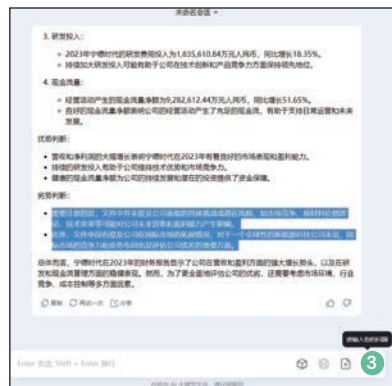 未命名会话
3. 研发投入：
2023年宁德时代的研发费用投入为1,835,610.84万元人民币，同比增长18.35%。
持续加大研发投入可能有助于公司在技术创新和产品竞争力方面保持领先地位。
4. 现金流量：
经营活动产生的现金流量净额为9,282,612.44万元人民币，同比增长51.65%。
良好的现金流量净额表明公司的经营活动产生了充足的现金流，有助于支持日常运营和未来
发展。
优势判断：
营收和净利润的大幅增长表明宁德时代在2023年有着良好的市场表现和盈利能力。
持续的研发投入有助于公司维持技术优势和市场竞争力。
健康的现金流量净额为公司的持续发展和潜在的投资提供了资金保障。
劣势判断：
总体而言，宁德时代在2023年的财务报告显示了公司在营收和盈利方面的强大增长势头，以及在研
发和现金流管理方面的稳健表现。然而，为了更全面地评估公司的优劣，还需要考虑市场环境、行业
竞争、成本控制等多方面因素。
复制 再试一次 分享
Enter 发送, Shift + Enter 换行
3